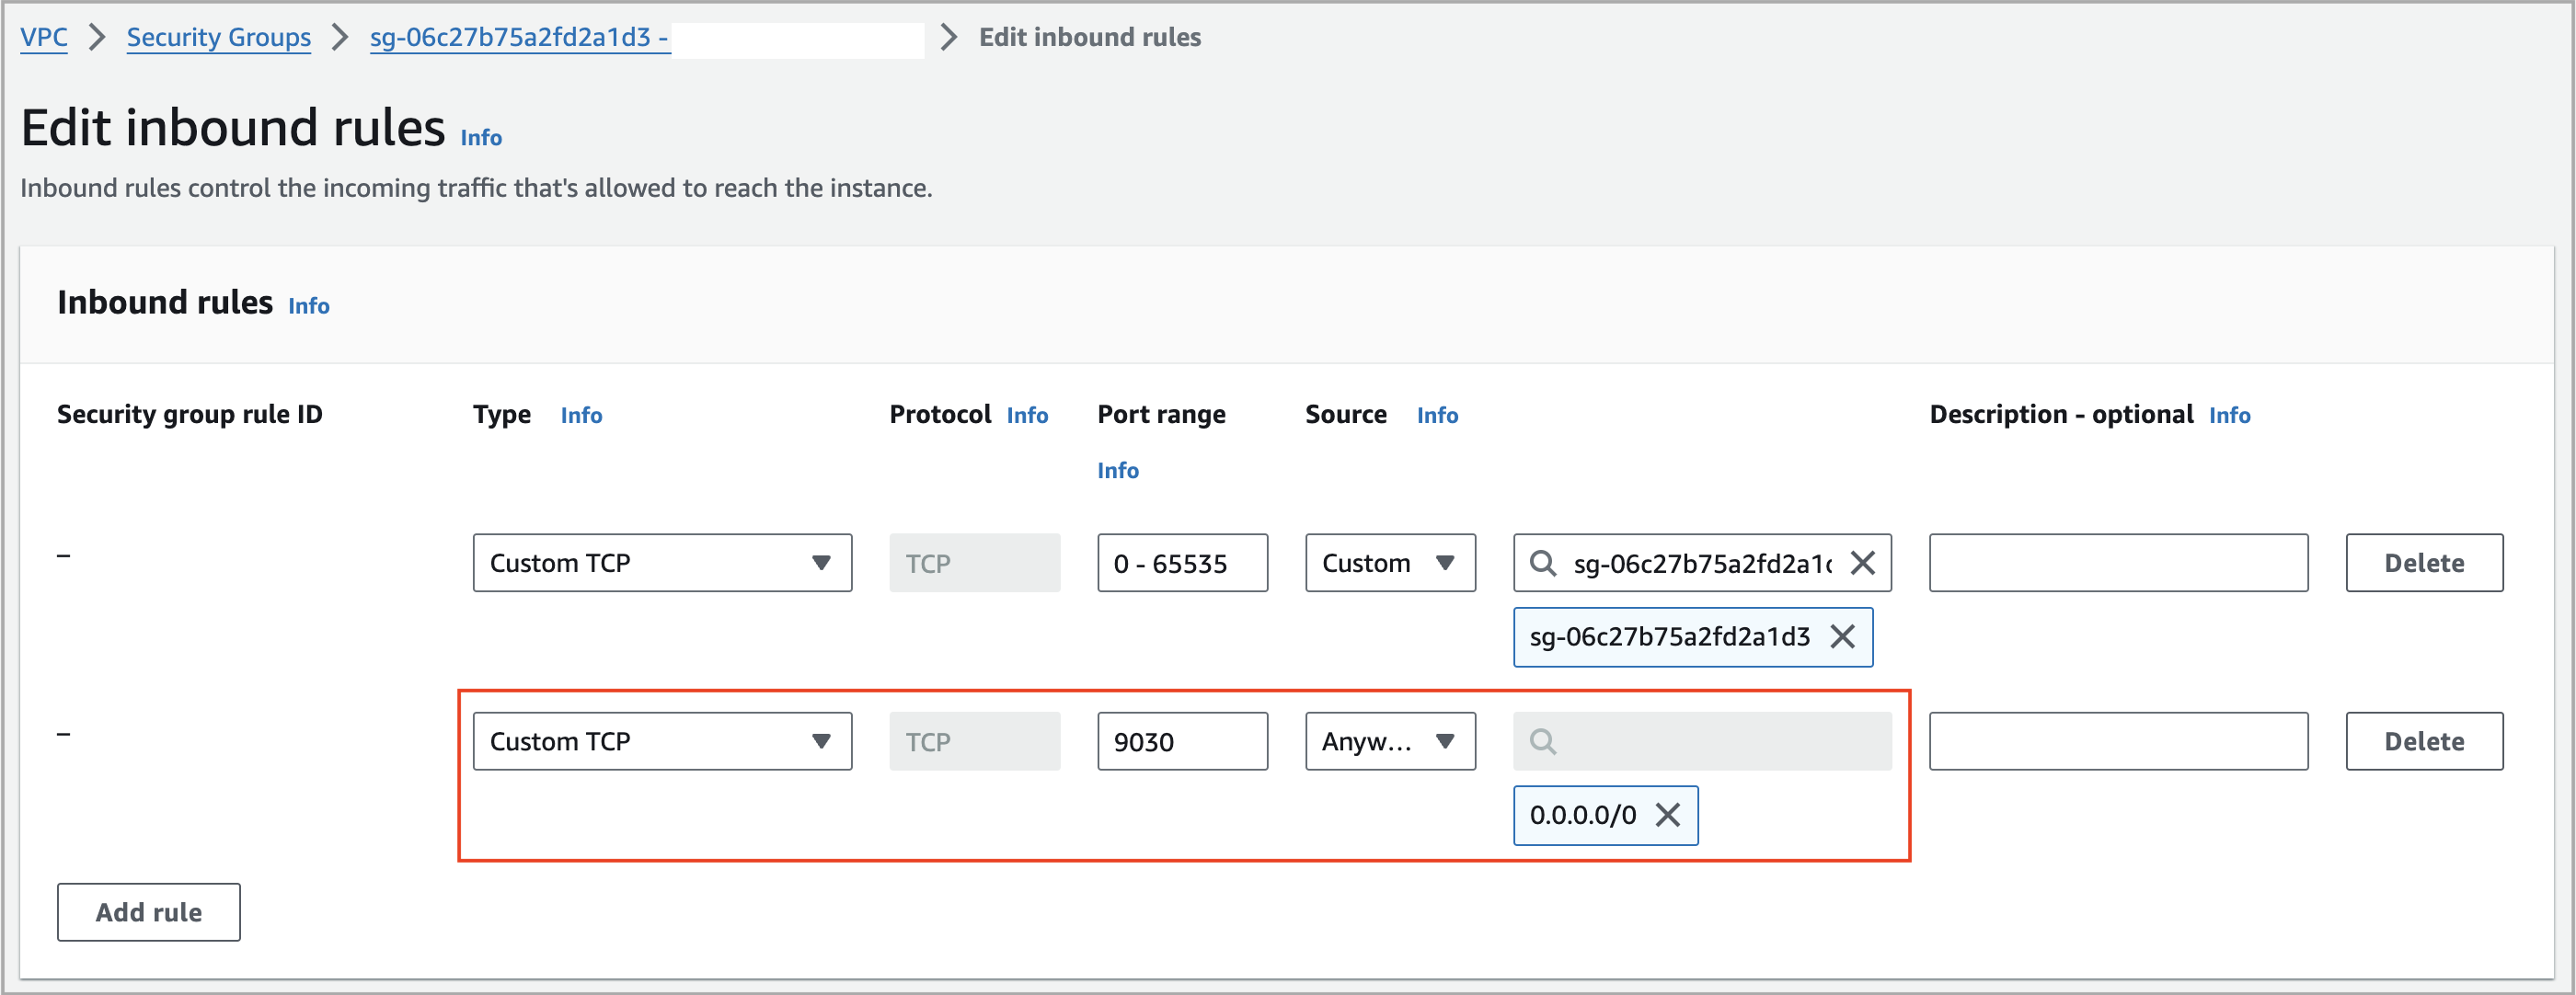 VPC > Security Groups > sg-06c27b75a2fd2a1d3 - > Edit inbound rules
Edit inbound rules Info
Inbound rules control the incoming traffic that's allowed to reach the instance.
Inbound rules Info
Security group rule ID Type Info Protocol Info Port range Source Info Description - optional Info
Info
– Custom TCP TCP 0 - 65535 Custom sg-06c27b75a2fd2a1 Delete
sg-06c27b75a2fd2a1d3
– Custom TCP TCP 9030 Anyw... Delete
0.0.0.0/0
Add rule